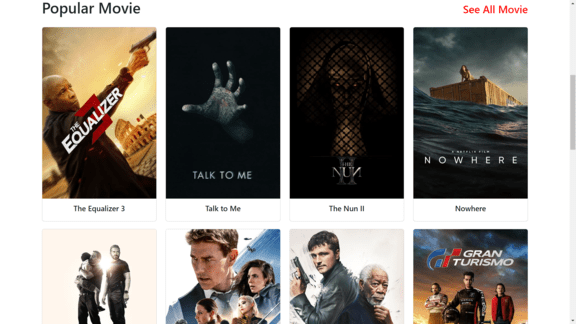 Popular Movie
See All Movie
THE
EQUALIZER
3
TALK TO ME
THE
NUN
II
A NETFLIX FILM
NOWHERE
The Equalizer 3
Talk to Me
The Nun II
Nowhere
GRAN
TURISMO